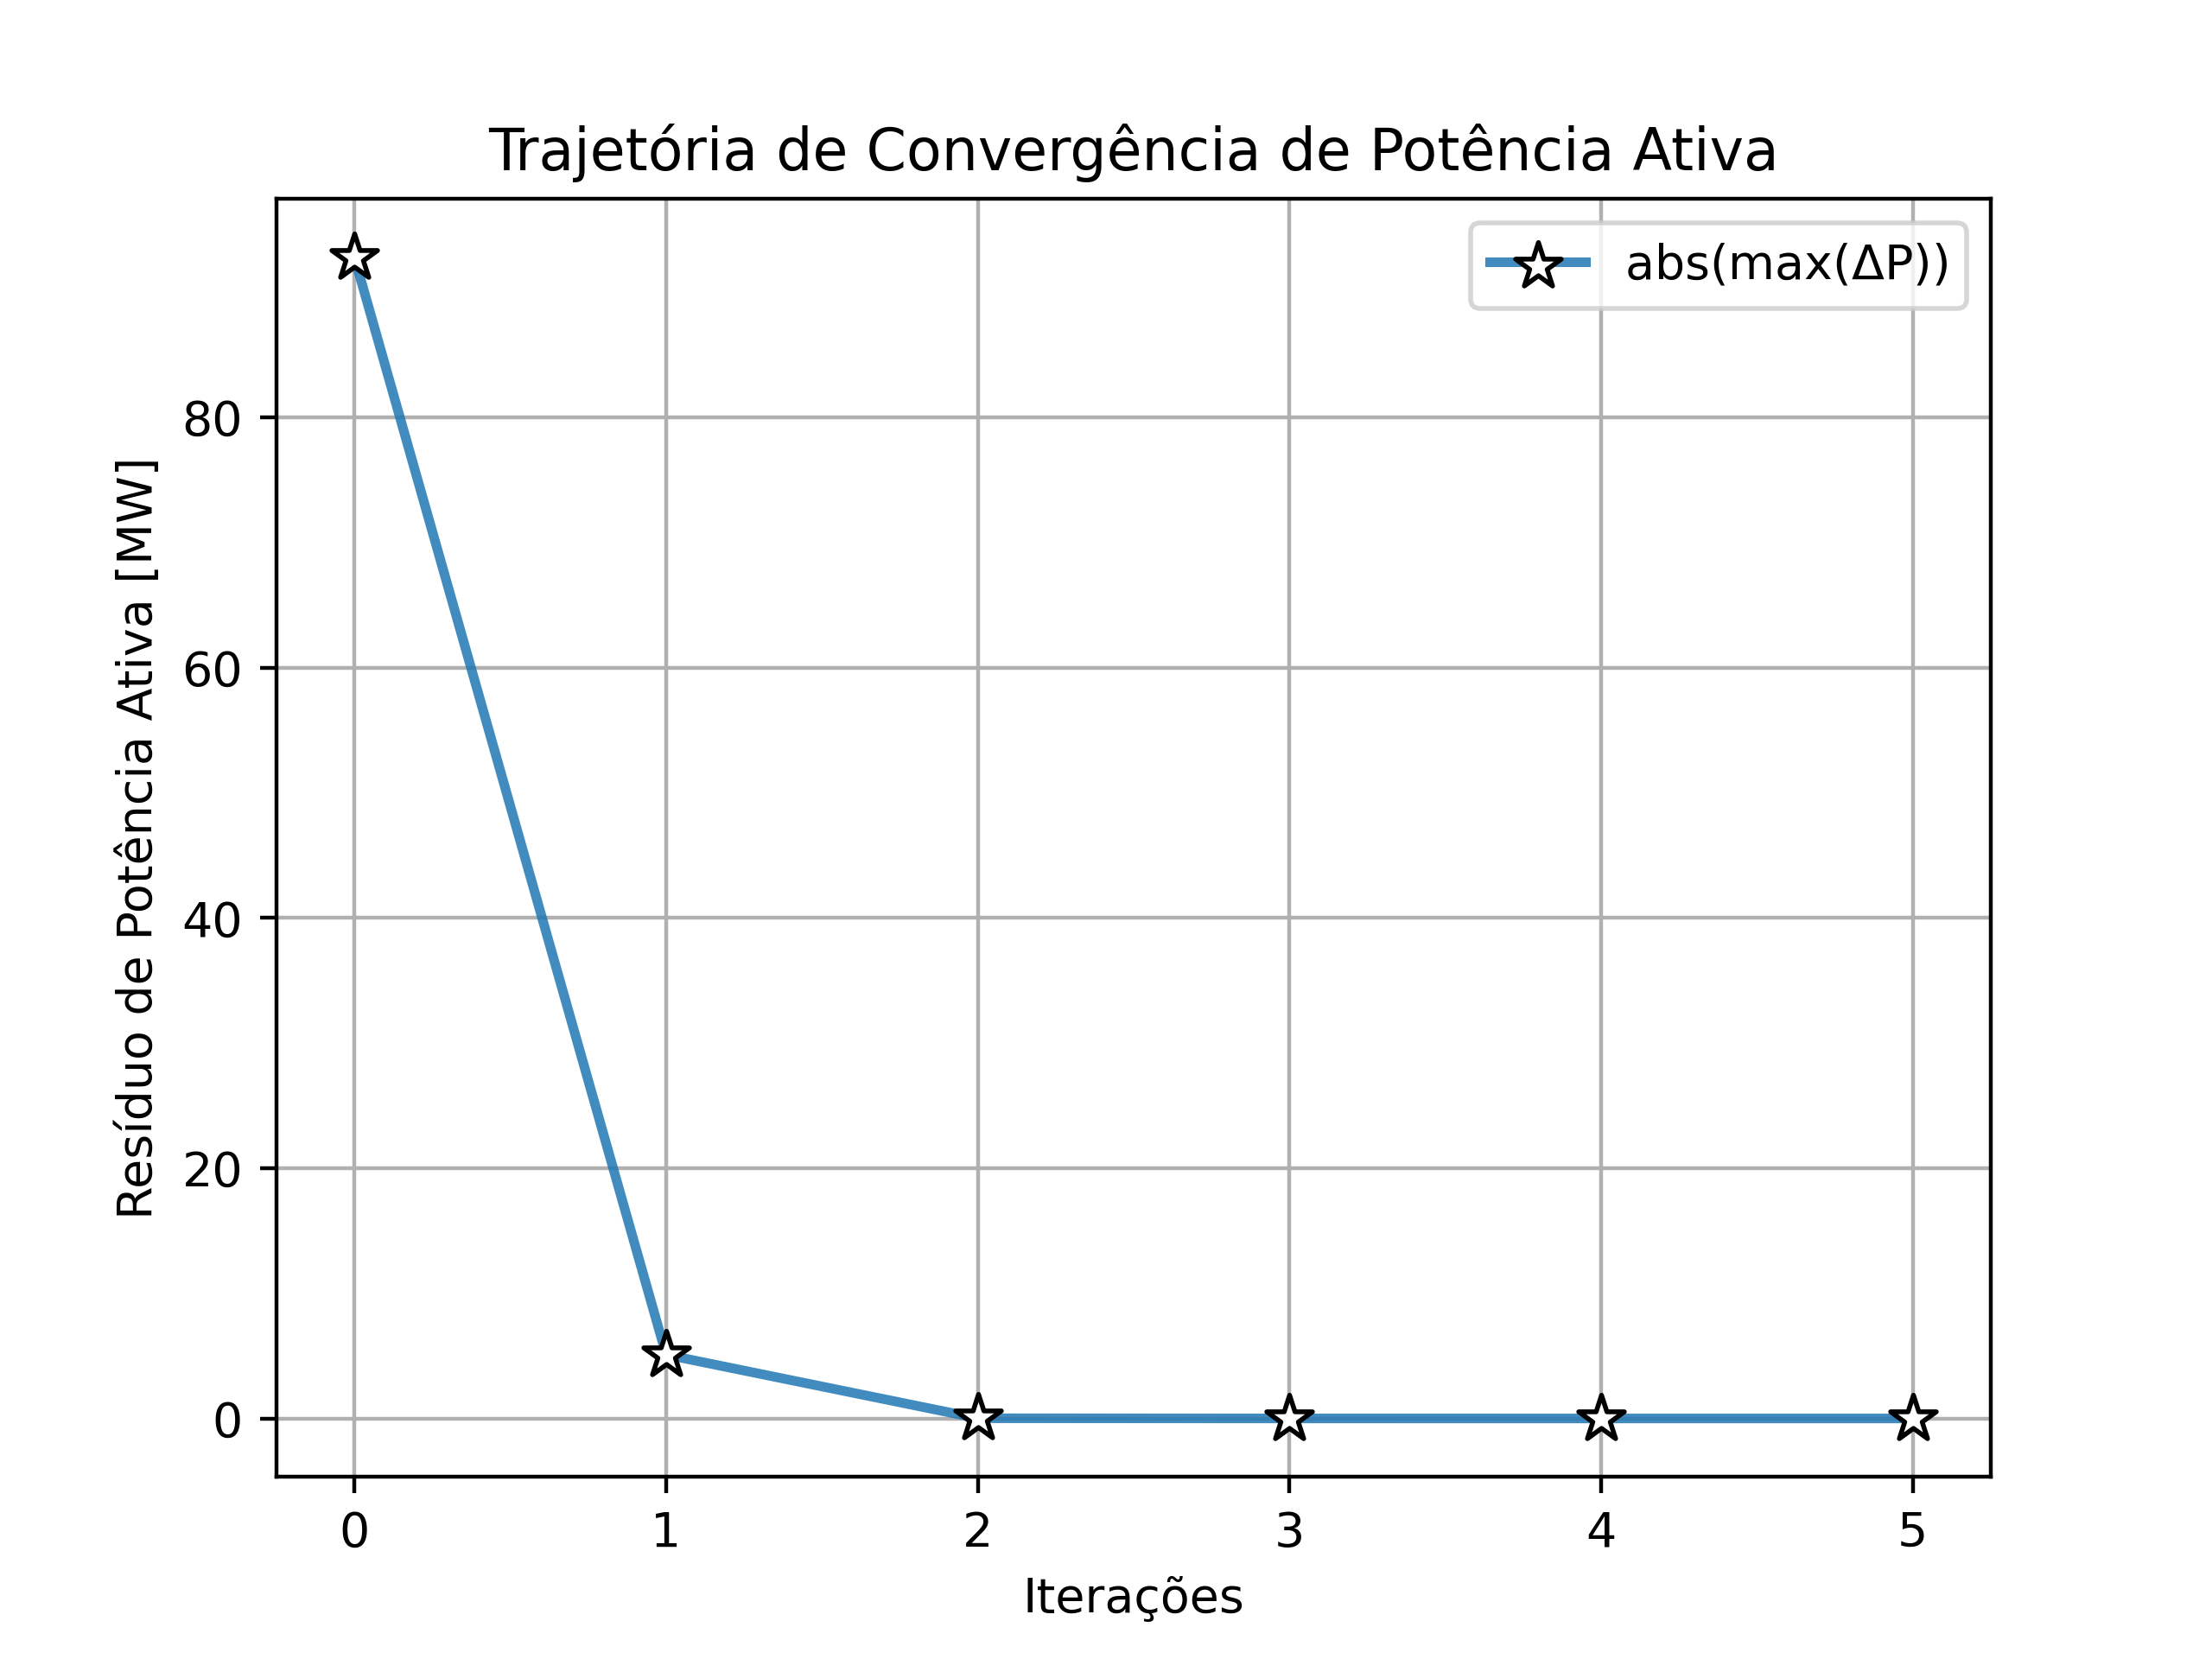 Trajetória de Convergência de Potência Ativa
abs(max(ΔP))
Resíduo de Potência Ativa [MW]
80
60
40
20
0
0 1 2 3 4 5
Iterações